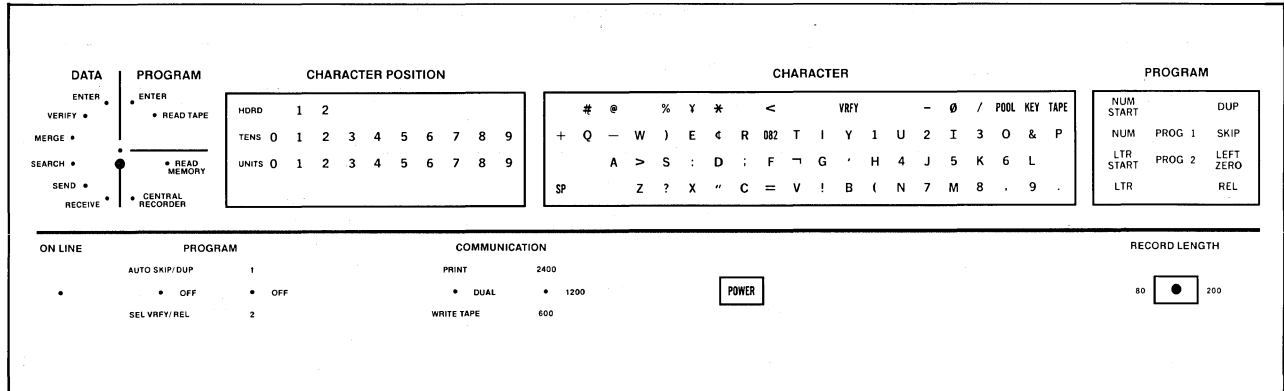 DATA PROGRAM CHARACTER POSITION CHARACTER PROGRAM
ENTER ENTER
VERIFY READ TAPE
MERGE
SEARCH READ MEMORY
SEND
RECEIVE CENTRAL RECORDER
HDRD 1 2
TENS 0 1 2 3 4 5 6 7 8 9
UNITS 0 1 2 3 4 5 6 7 8 9
# @ % ¥ * < VRFY - Ø / POOL KEY TAPE
+ Q — W ) E ¢ R 0B2 T | Y 1 U 2 I 3 O & P
A > S : D ; F ¬ G ' H 4 J 5 K 6 L
SP Z ? X " C = V ! B ( N 7 M 8 , 9 .
NUM START DUP
NUM PROG 1 SKIP
LTR START PROG 2 LEFT ZERO
LTR REL
ON LINE PROGRAM COMMUNICATION RECORD LENGTH
AUTO SKIP/DUP 1 PRINT 2400
OFF OFF DUAL 1200 POWER 80 200
SEL VRFY/REL 2 WRITE TAPE 600